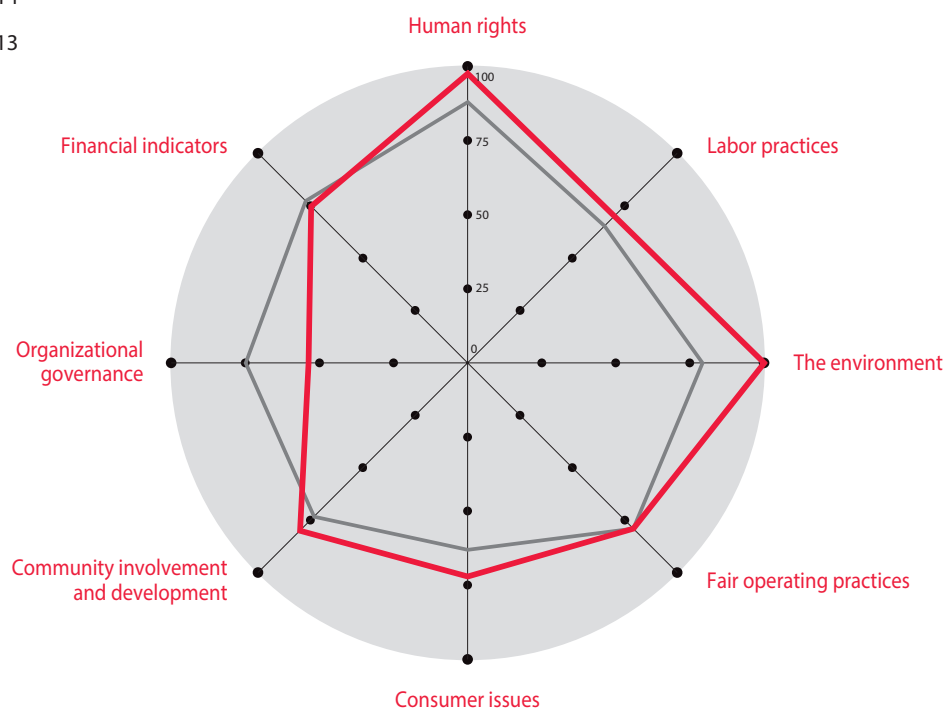 13
Human rights
100
Financial indicators
Labor practices
75
50
25
Organizational
governance
0
The environment
Community involvement
and development
Fair operating practices
Consumer issues